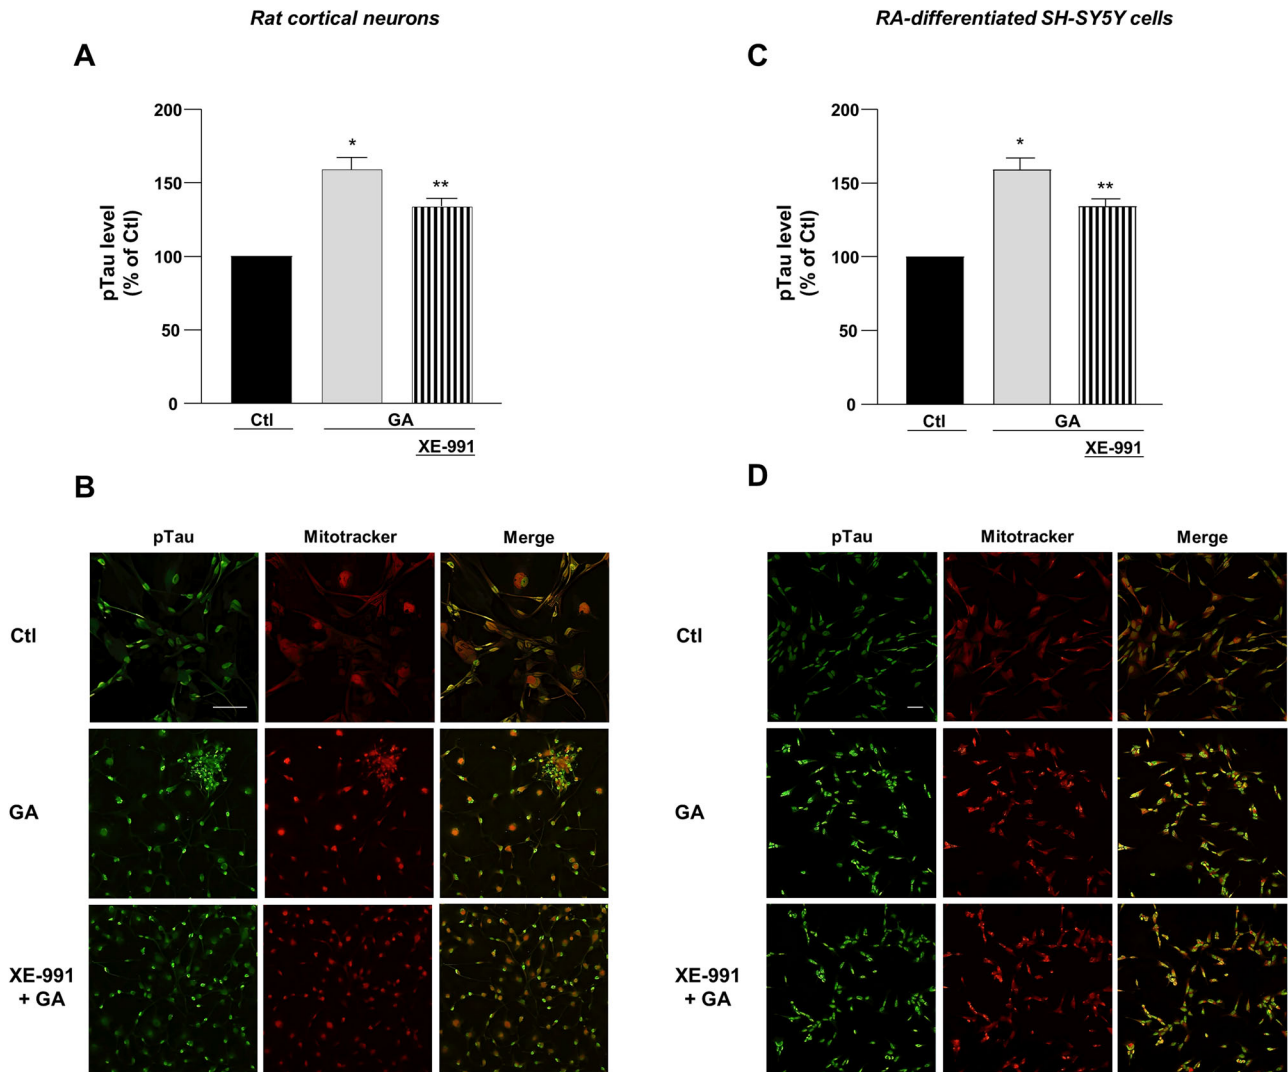 Rat cortical neurons
A
200
150
100
50
0
pTau level
(% of Ctl)
*
**
Ctl
GA
XE-991
B
pTau
Mitotracker
Merge
Ctl
GA
XE-991
+ GA
RA-differentiated SH-SY5Y cells
C
200
150
100
50
0
pTau level
(% of Ctl)
*
**
Ctl
GA
XE-991
D
pTau
Mitotracker
Merge
Ctl
GA
XE-991
+ GA